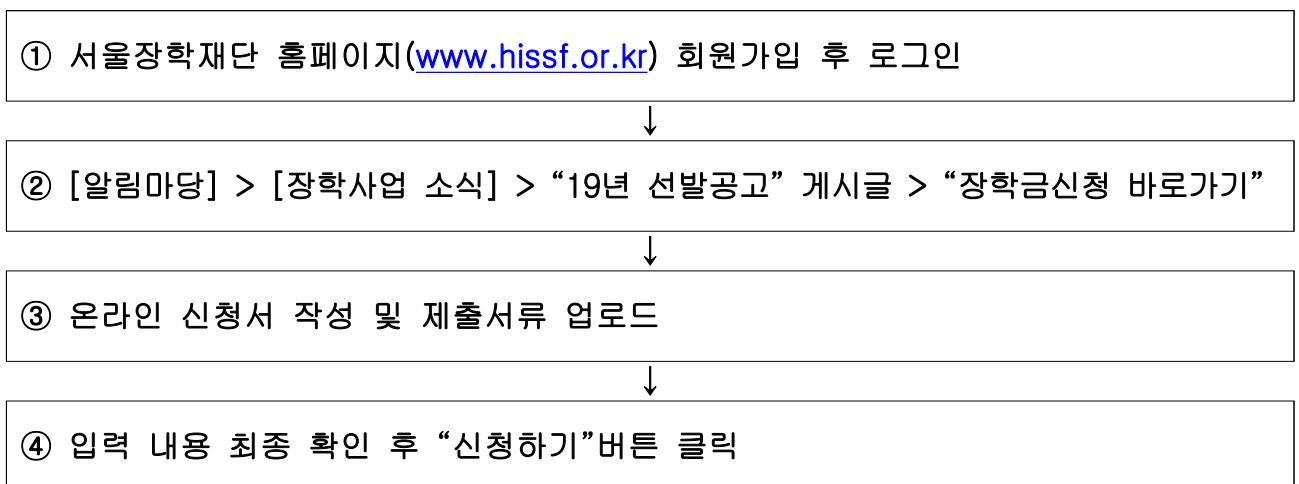 ① 서울장학재단 홈페이지(www.hissf.or.kr) 회원가입 후 로그인
↓
② [알림마당] > [장학사업 소식] > “19년 선발공고” 게시글 > “장학금신청 바로가기”
↓
③ 온라인 신청서 작성 및 제출서류 업로드
↓
④ 입력 내용 최종 확인 후 “신청하기”버튼 클릭